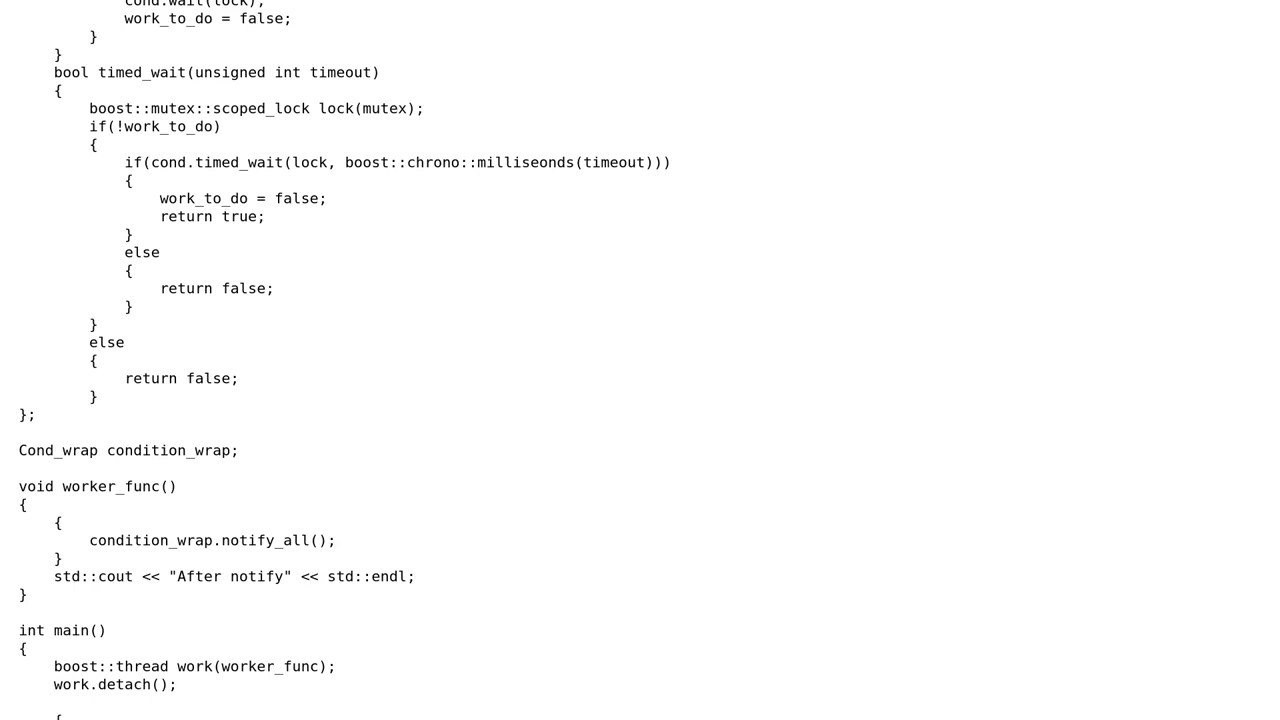 cond.wait(lock);
            work_to_do = false;
        }
    }
    bool timed_wait(unsigned int timeout)
    {
        boost::mutex::scoped_lock lock(mutex);
        if(!work_to_do)
        {
            if(cond.timed_wait(lock, boost::chrono::milliseonds(timeout)))
            {
                work_to_do = false;
                return true;
            }
            else
            {
                return false;
            }
        }
        else
        {
            return false;
        }
};

Cond_wrap condition_wrap;

void worker_func()
{
    {
        condition_wrap.notify_all();
    }
    std::cout << "After notify" << std::endl;
}

int main()
{
    boost::thread work(worker_func);
    work.detach();

    {